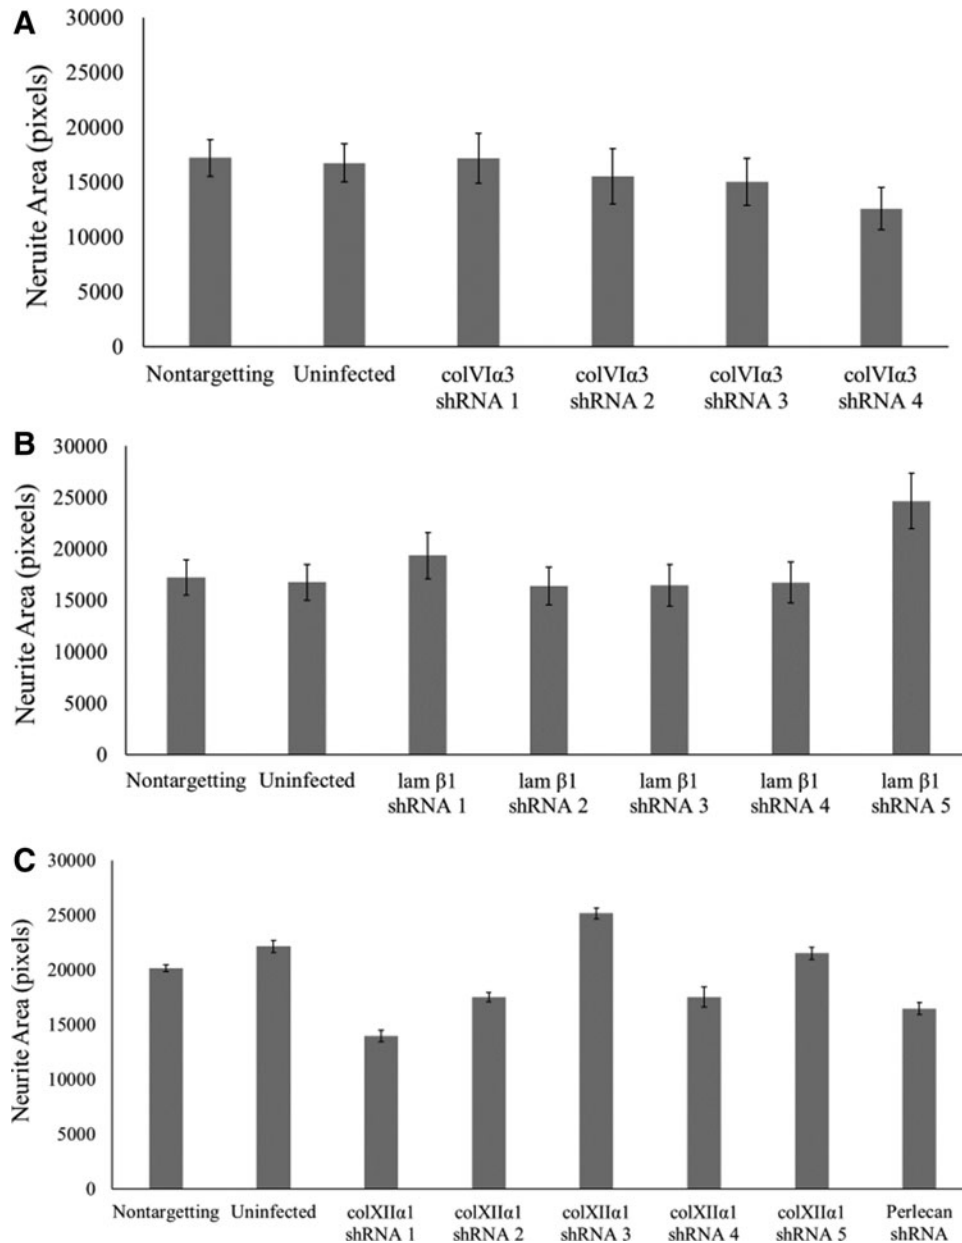 A
30000
25000
20000
15000
10000
5000
0
Neruite Area (pixels)
Nontargetting Uninfected colVIα3 colVIα3 colVIα3 colVIα3
shRNA 1 shRNA 2 shRNA 3 shRNA 4
B
30000
25000
20000
15000
10000
5000
0
Neurite Area (pixeels)
Nontargetting Uninfected lam β1 lam β1 lam β1 lam β1 lam β1
shRNA 1 shRNA 2 shRNA 3 shRNA 4 shRNA 5
C
30000
25000
20000
15000
10000
5000
0
Neurite Area (pixels)
Nontargetting Uninfected colXIIα1 colXIIα1 colXIIα1 colXIIα1 colXIIα1 Perlecan
shRNA 1 shRNA 2 shRNA 3 shRNA 4 shRNA 5 shRNA